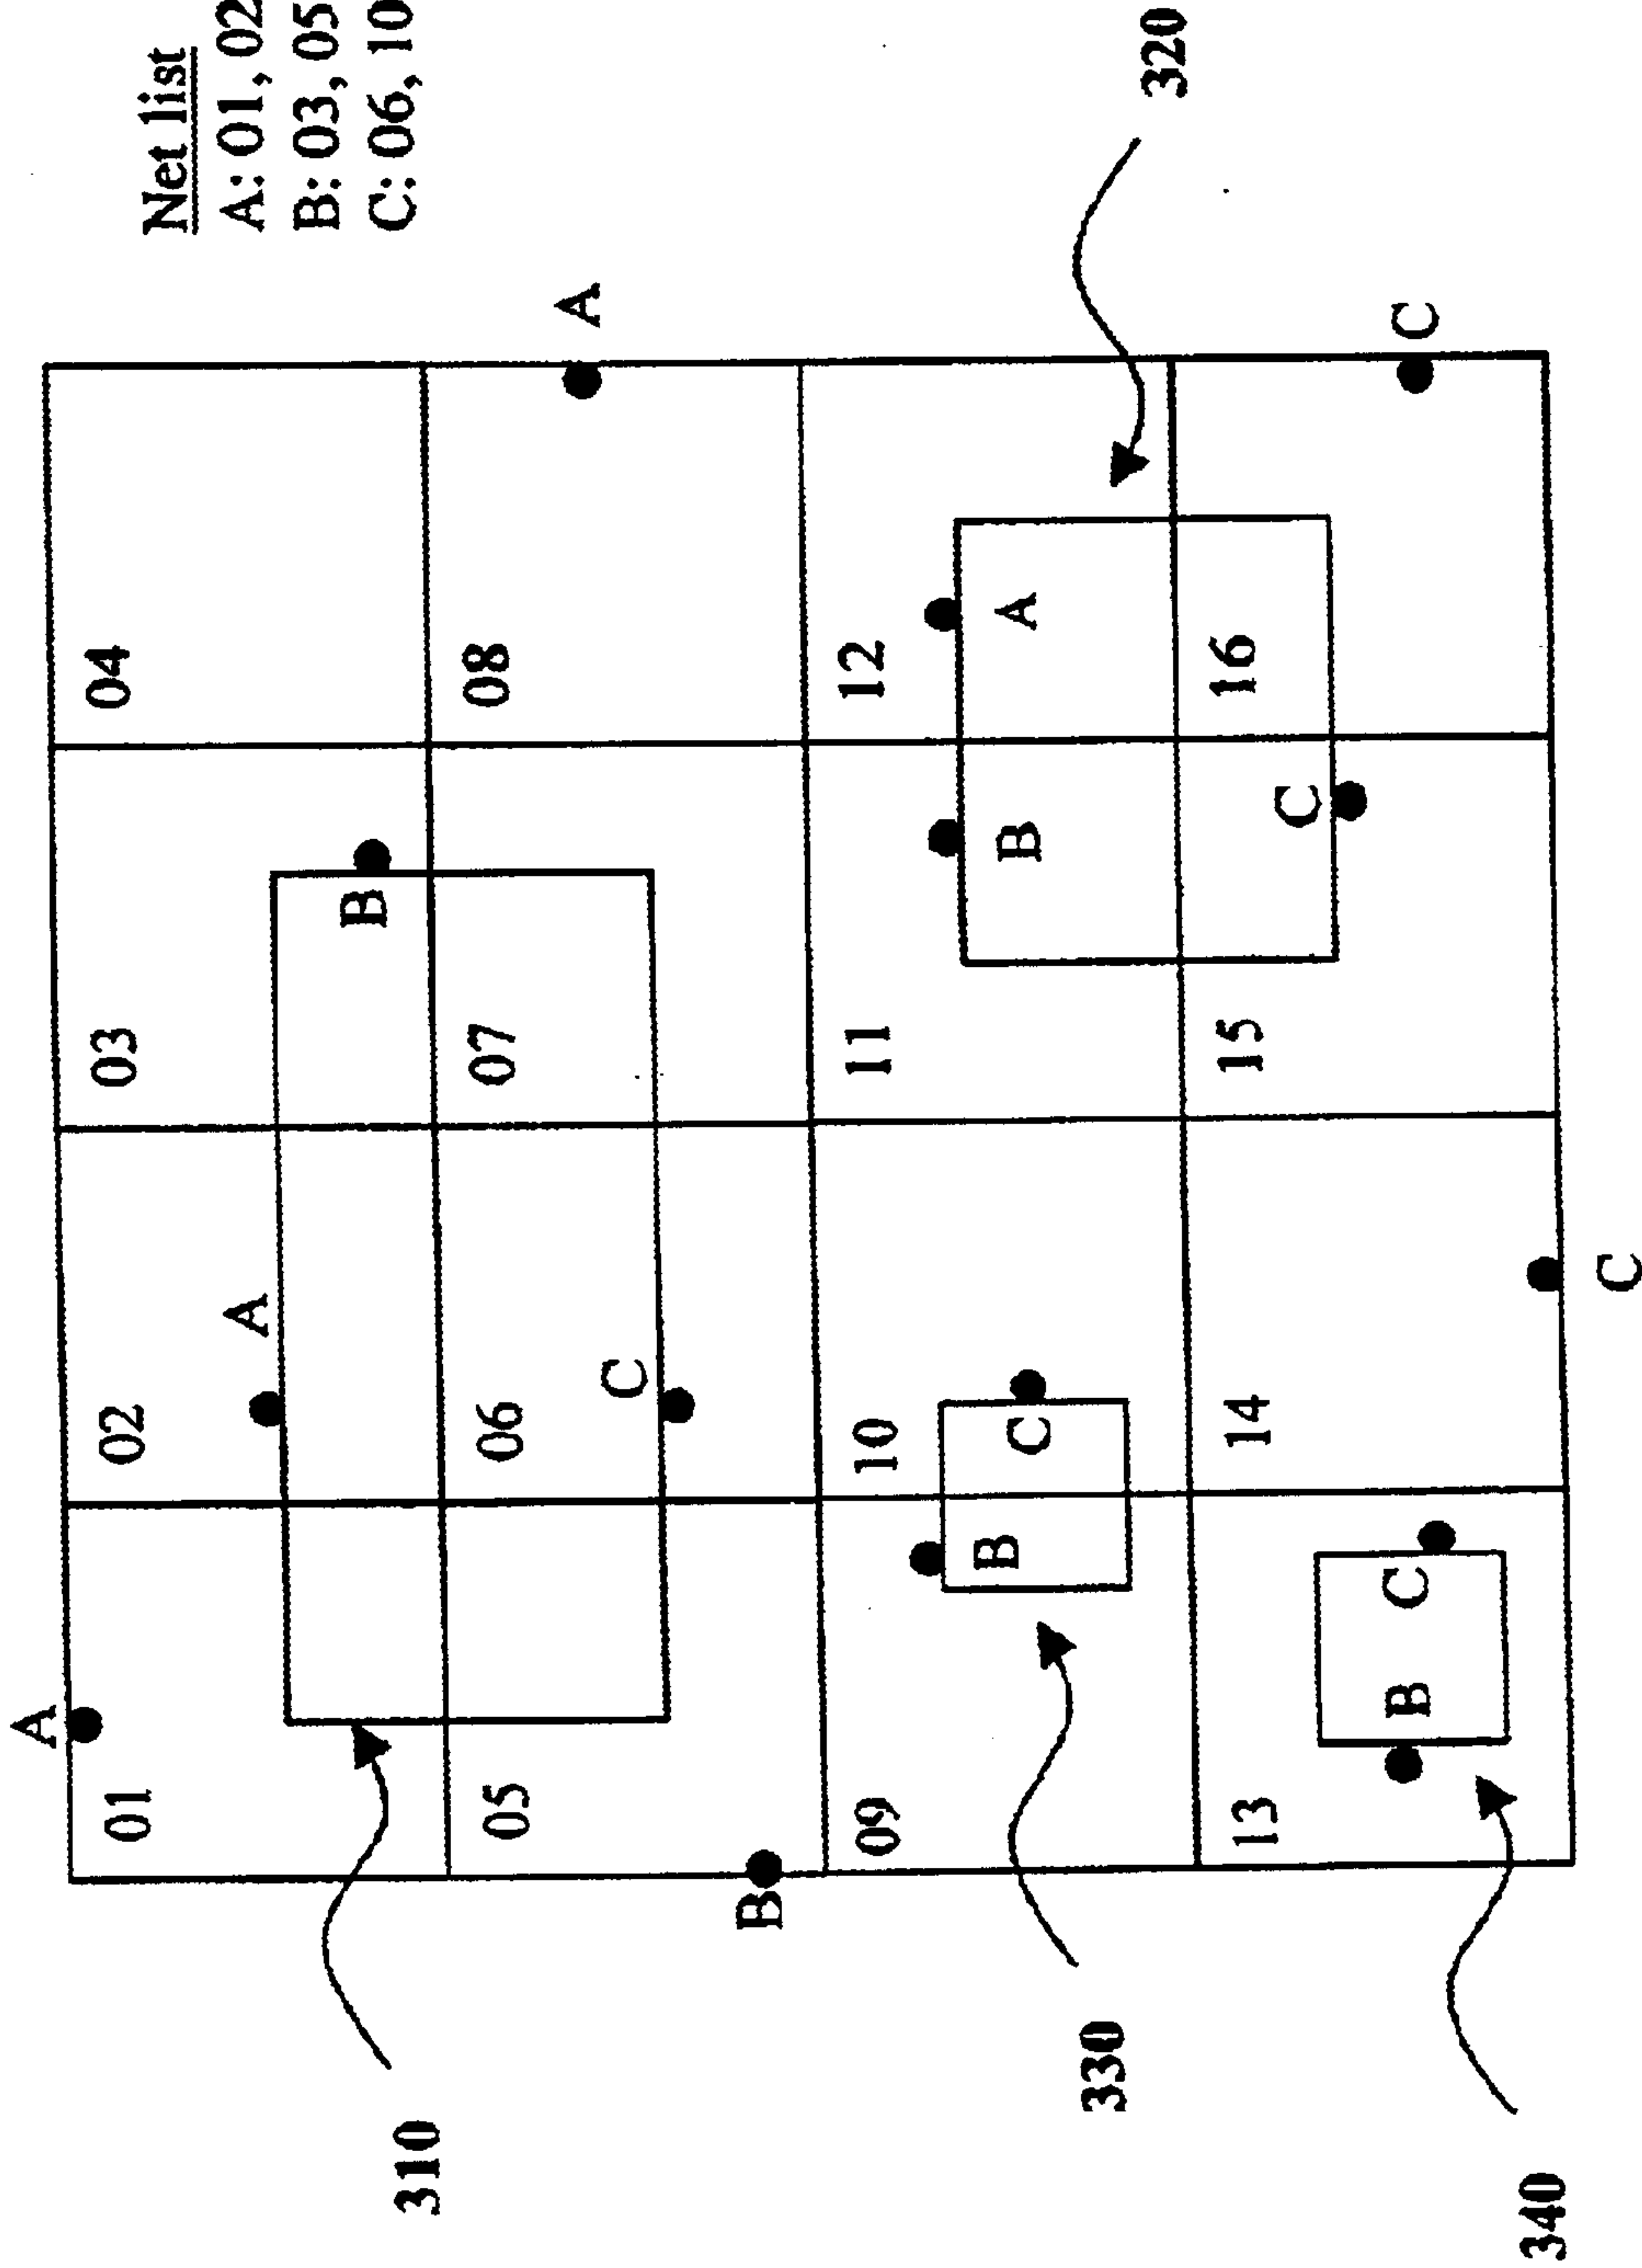 A
01 02 03 04
Net list
A: 01, 02
A
B: 03, 05
B
C: 06, 10
310
05 06 07 08
A
C
B
09 10 11 12
B C B A
330
320
13 14 15 16
C
B C C
340
C